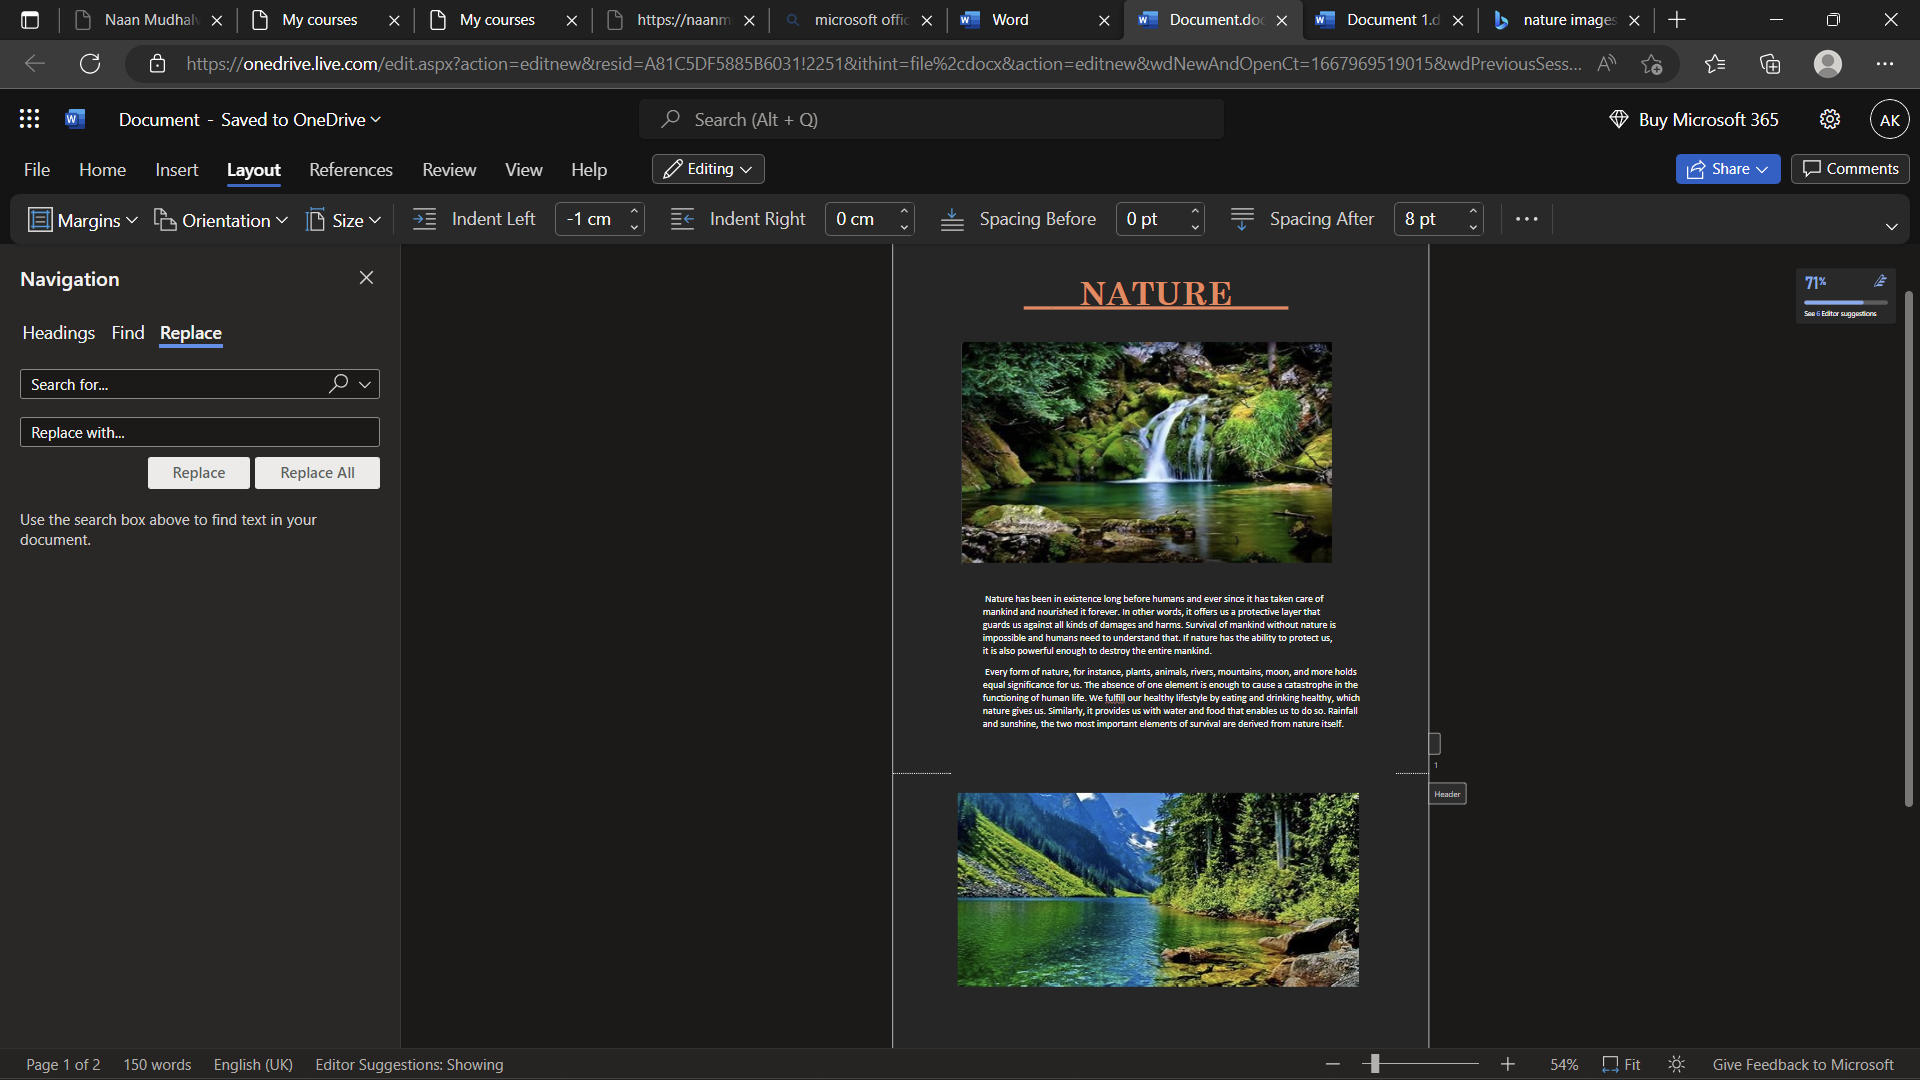 Naan Mudhalv
My courses
My courses
https://naanm
microsoft offic
Word
Document.doc
Document 1.d
nature images
https://onedrive.live.com/edit.aspx?action=editnew&resid=A81C5DF5885B6031!2251&ithint=file%2cdocx&action=editnew&wdNewAndOpenCt=1667969519015&wdPreviousSess...
Document - Saved to OneDrive
Search (Alt + Q)
Buy Microsoft 365
AK
File Home Insert Layout References Review View Help
Editing
Share
Comments
Margins Orientation Size Indent Left -1 cm Indent Right 0 cm Spacing Before 0 pt Spacing After 8 pt
Navigation
Headings Find Replace
Search for...
Replace with...
Replace Replace All
Use the search box above to find text in your
document.
NATURE
71%
See 6 Editor suggestions
Nature has been in existence long before humans and ever since it has taken care of
mankind and nourished it forever. In other words, it offers us a protective layer that
guards us against all kinds of damages and harms. Survival of mankind without nature is
impossible and humans need to understand that. If nature has the ability to protect us,
it is also powerful enough to destroy the entire mankind.
Every form of nature, for instance, plants, animals, rivers, mountains, moon, and more holds
equal significance for us. The absence of one element is enough to cause a catastrophe in the
functioning of human life. We fulfill our healthy lifestyle by eating and drinking healthy, which
nature gives us. Similarly, it provides us with water and food that enables us to do so. Rainfall
and sunshine, the two most important elements of survival are derived from nature itself.
1
Header
Page 1 of 2 150 words English (UK) Editor Suggestions: Showing
54% Fit Give Feedback to Microsoft